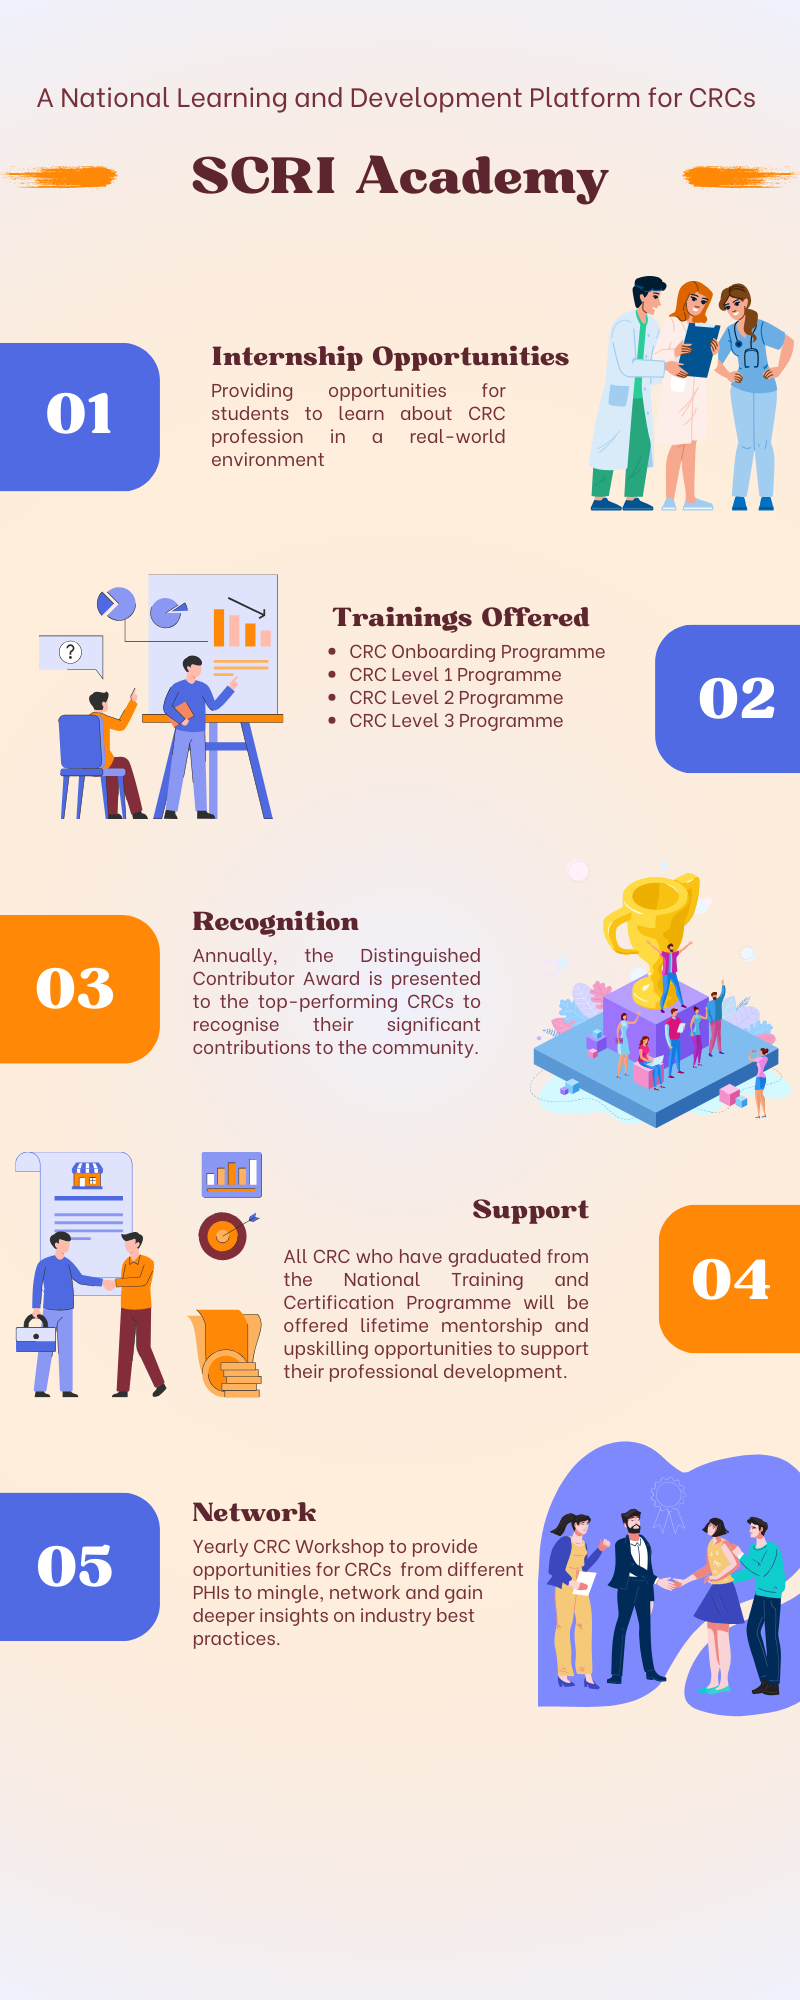 A National Learning and Development Platform for CRCs
SCRI Academy
01
Internship Opportunities
Providing opportunities for
students to learn about CRC
profession in a real-world
environment
?
Trainings Offered
• CRC Onboarding Programme
• CRC Level 1 Programme
• CRC Level 2 Programme
• CRC Level 3 Programme
02
03
Recognition
Annually, the Distinguished
Contributor Award is presented
to the top-performing CRCs to
recognise their significant
contributions to the community.
Support
All CRC who have graduated from
the National Training and
Certification Programme will be
offered lifetime mentorship and
upskilling opportunities to support
their professional development.
04
05
Network
Yearly CRC Workshop to provide
opportunities for CRCs from different
PHIs to mingle, network and gain
deeper insights on industry best
practices.